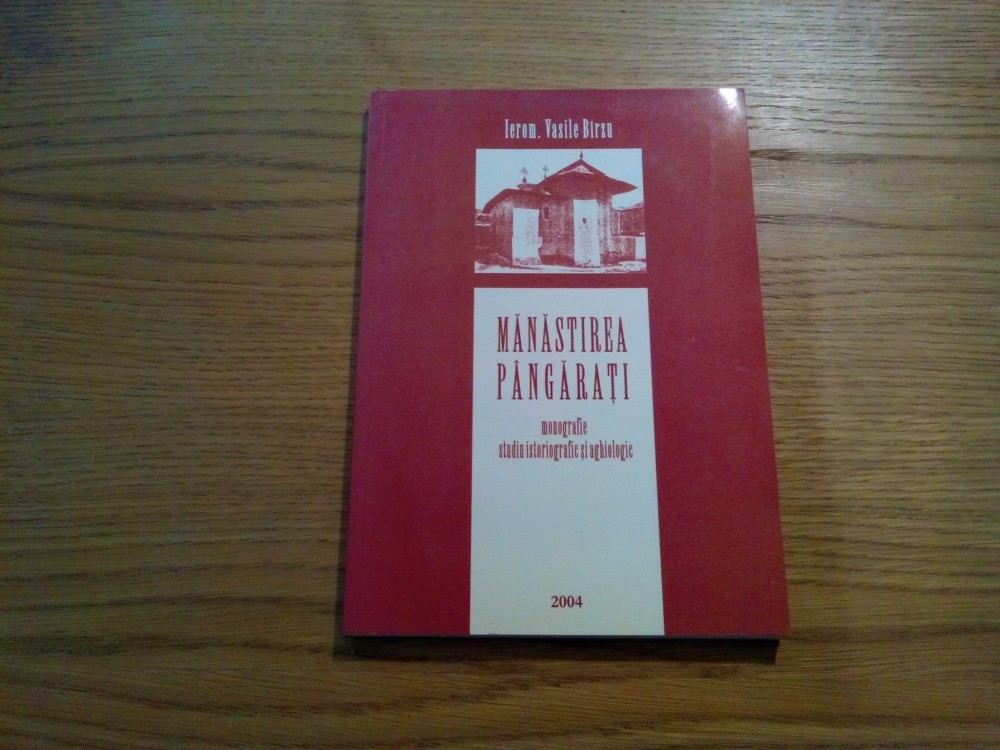 Ierom. Vasile Bîrzu
MĂNĂSTIREA
PÂNGĂRAȚI
monografie
studiu istoriografic și aghiologic
2004